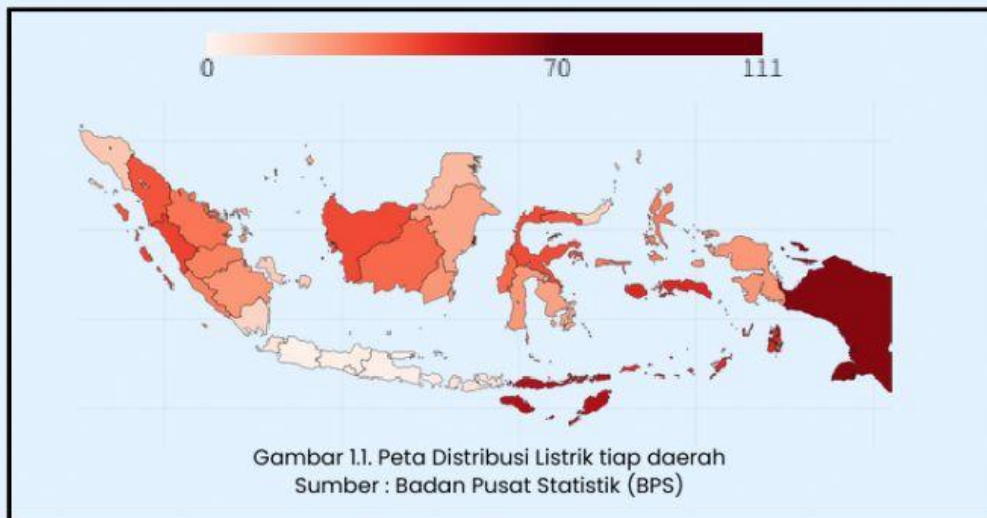 0 70 111
Gambar 1.1. Peta Distribusi Listrik tiap daerah
Sumber : Badan Pusat Statistik (BPS)